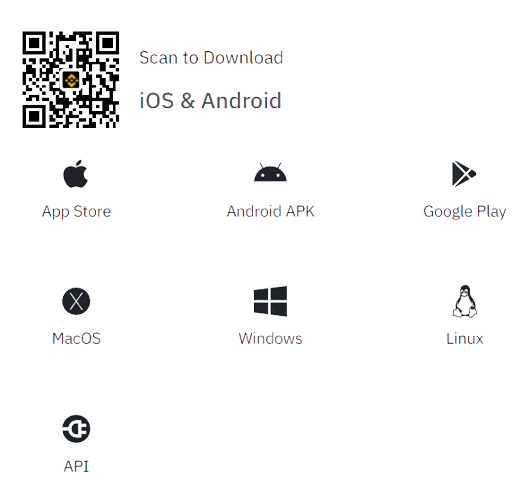 Scan to Download
iOS & Android
App Store
Android APK
Google Play
MacOS
Windows
Linux
API